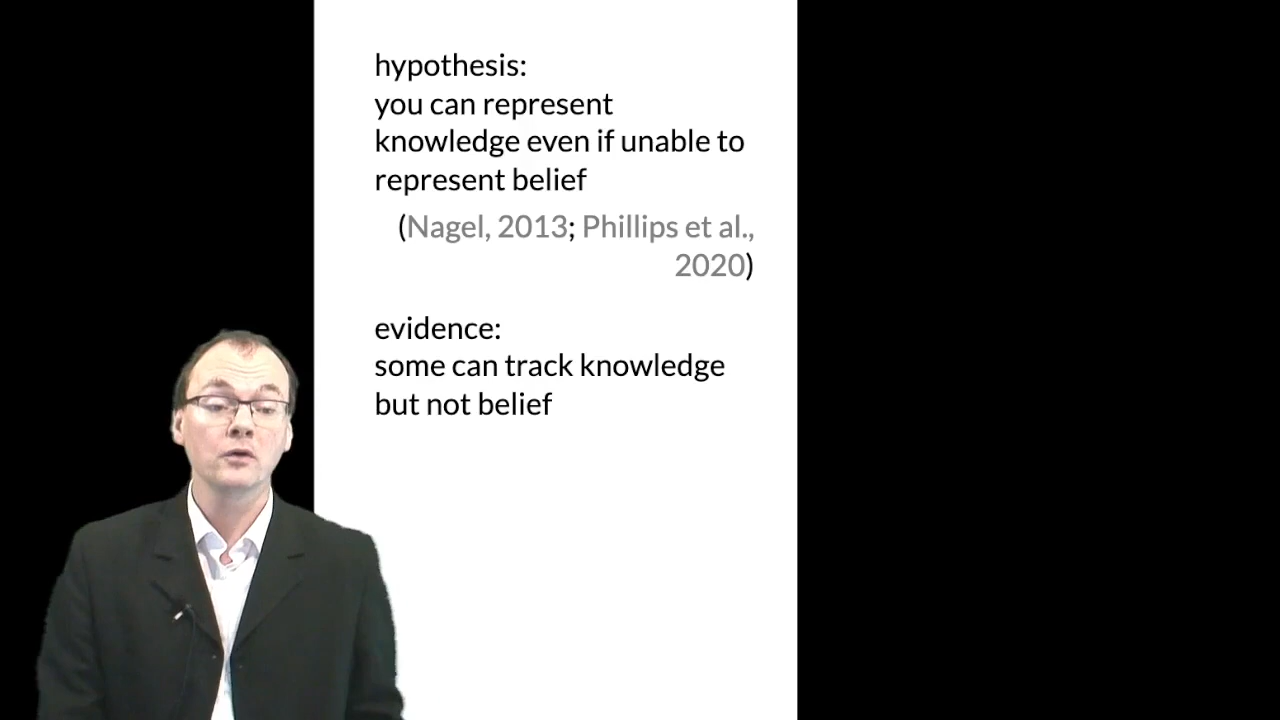 hypothesis:
you can represent
knowledge even if unable to
represent belief
(Nagel, 2013; Phillips et al.,
2020)
evidence:
some can track knowledge
but not belief